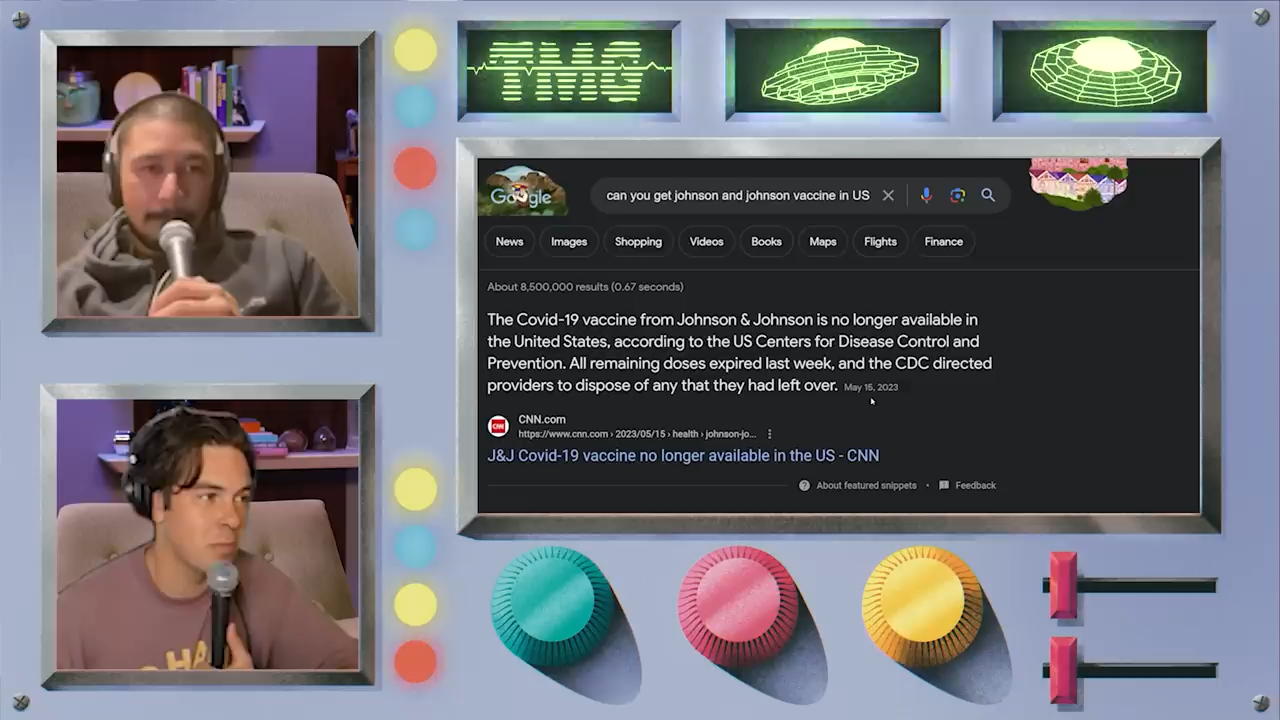 TMG
Google
can you get johnson and johnson vaccine in US
News
Images
Shopping
Videos
Books
Maps
Flights
Finance
About 8,500,000 results (0.67 seconds)
The Covid-19 vaccine from Johnson & Johnson is no longer available in
the United States, according to the US Centers for Disease Control and
Prevention. All remaining doses expired last week, and the CDC directed
providers to dispose of any that they had left over. May 15, 2023
CNN
CNN.com
https://www.cnn.com › 2023/05/15 › health › johnson-jo...
J&J Covid-19 vaccine no longer available in the US - CNN
About featured snippets • Feedback